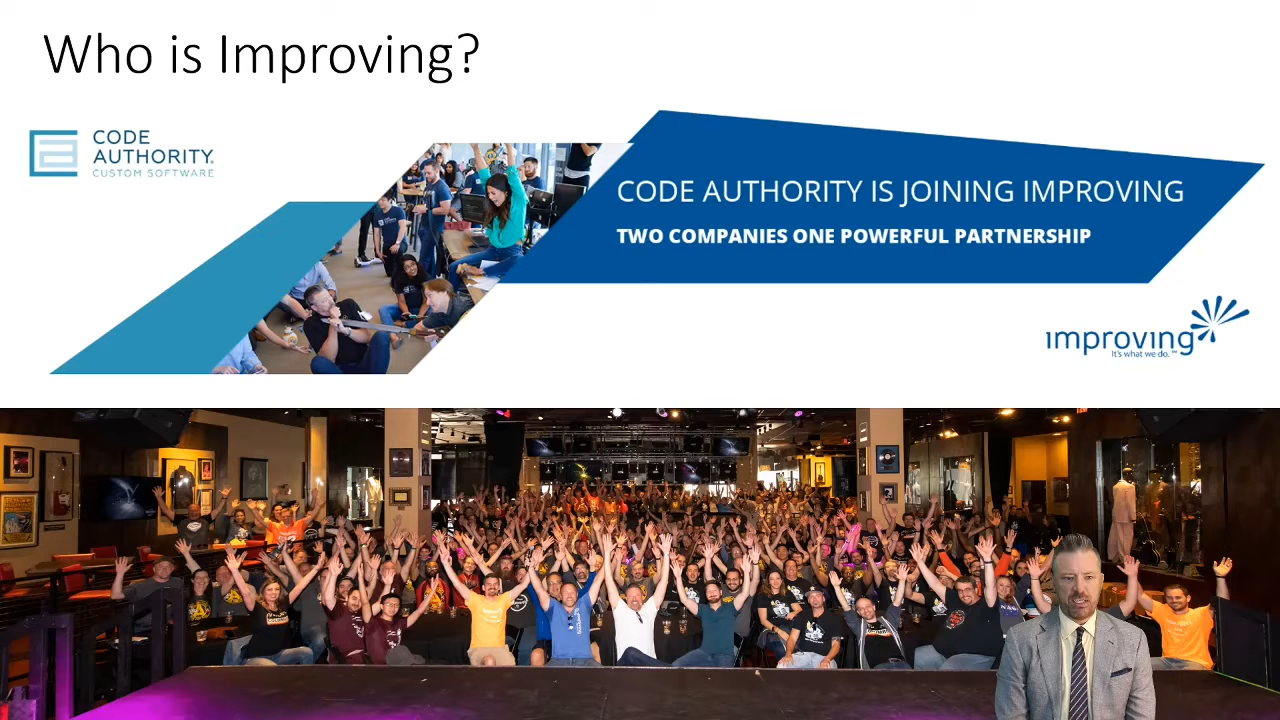 Who is Improving?
CODE
AUTHORITY®
CUSTOM SOFTWARE
CODE AUTHORITY IS JOINING IMPROVING
TWO COMPANIES ONE POWERFUL PARTNERSHIP
improving
It's what we do.™